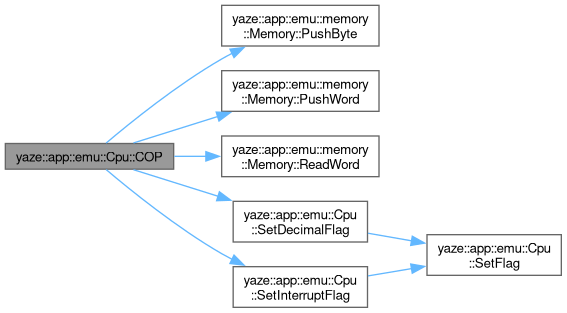 yaze::app::emu::memory
::Memory::PushByte
yaze::app::emu::memory
::Memory::PushWord
yaze::app::emu::Cpu::COP
yaze::app::emu::memory
::Memory::ReadWord
yaze::app::emu::Cpu
::SetDecimalFlag
yaze::app::emu::Cpu
::SetFlag
yaze::app::emu::Cpu
::SetInterruptFlag